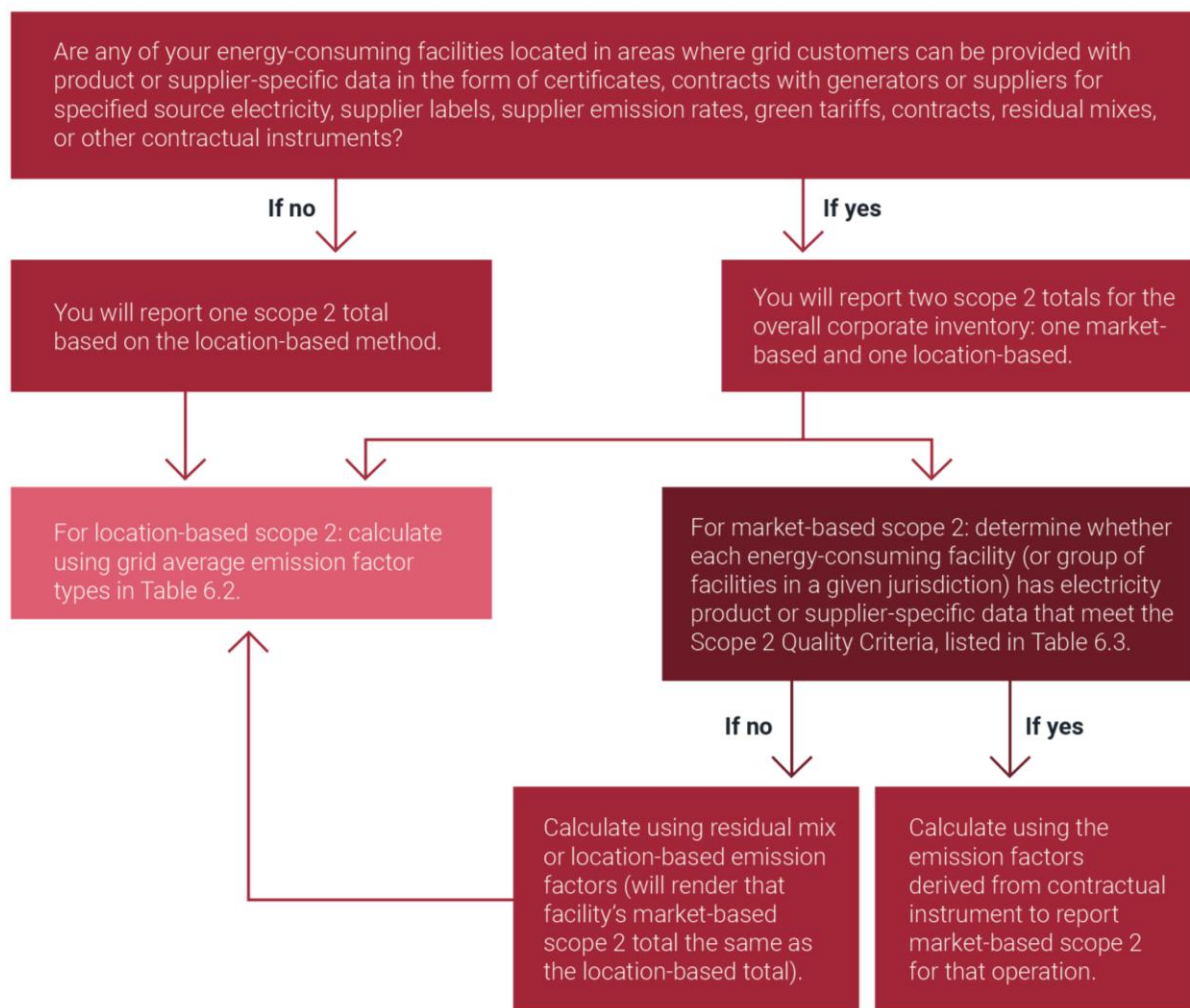 Are any of your energy-consuming facilities located in areas where grid customers can be provided with
product or supplier-specific data in the form of certificates, contracts with generators or suppliers for
specified source electricity, supplier labels, supplier emission rates, green tariffs, contracts, residual mixes,
or other contractual instruments?
If no
If yes
You will report one scope 2 total
based on the location-based method.
You will report two scope 2 totals for the
overall corporate inventory: one market-
based and one location-based.
For location-based scope 2: calculate
using grid average emission factor
types in Table 6.2.
For market-based scope 2: determine whether
each energy-consuming facility (or group of
facilities in a given jurisdiction) has electricity
product or supplier-specific data that meet the
Scope 2 Quality Criteria, listed in Table 6.3.
If no
If yes
Calculate using residual mix
or location-based emission
factors (will render that
facility’s market-based
scope 2 total the same as
the location-based total).
Calculate using the
emission factors
derived from contractual
instrument to report
market-based scope 2
for that operation.